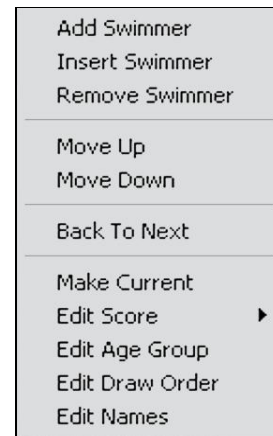 Add Swimmer
Insert Swimmer
Remove Swimmer
Move Up
Move Down
Back To Next
Make Current
Edit Score
Edit Age Group
Edit Draw Order
Edit Names